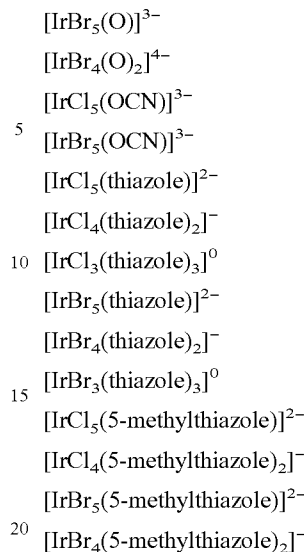 [IrBr₅(O)]³⁻
[IrBr₄(O)₂]⁴⁻
[IrCl₅(OCN)]³⁻
5 [IrBr₅(OCN)]³⁻
[IrCl₅(thiazole)]²⁻
[IrCl₄(thiazole)₂]⁻
10 [IrCl₃(thiazole)₃]⁰
[IrBr₅(thiazole)]²⁻
[IrBr₄(thiazole)₂]⁻
15 [IrBr₃(thiazole)₃]⁰
[IrCl₅(5-methylthiazole)]²⁻
[IrCl₄(5-methylthiazole)₂]⁻
[IrBr₅(5-methylthiazole)]²⁻
20 [IrBr₄(5-methylthiazole)₂]⁻